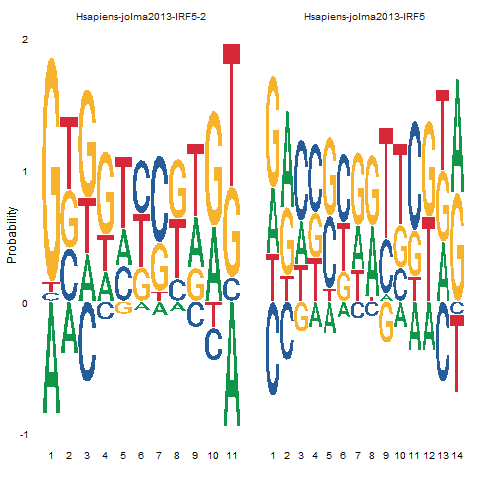 Hsapiens-jolma2013-IRF5-2
Hsapiens-jolma2013-IRF5
Probability
2
1
0
-1
1 2 3 4 5 6 7 8 9 10 11
1 2 3 4 5 6 7 8 9 10 11 12 13 14